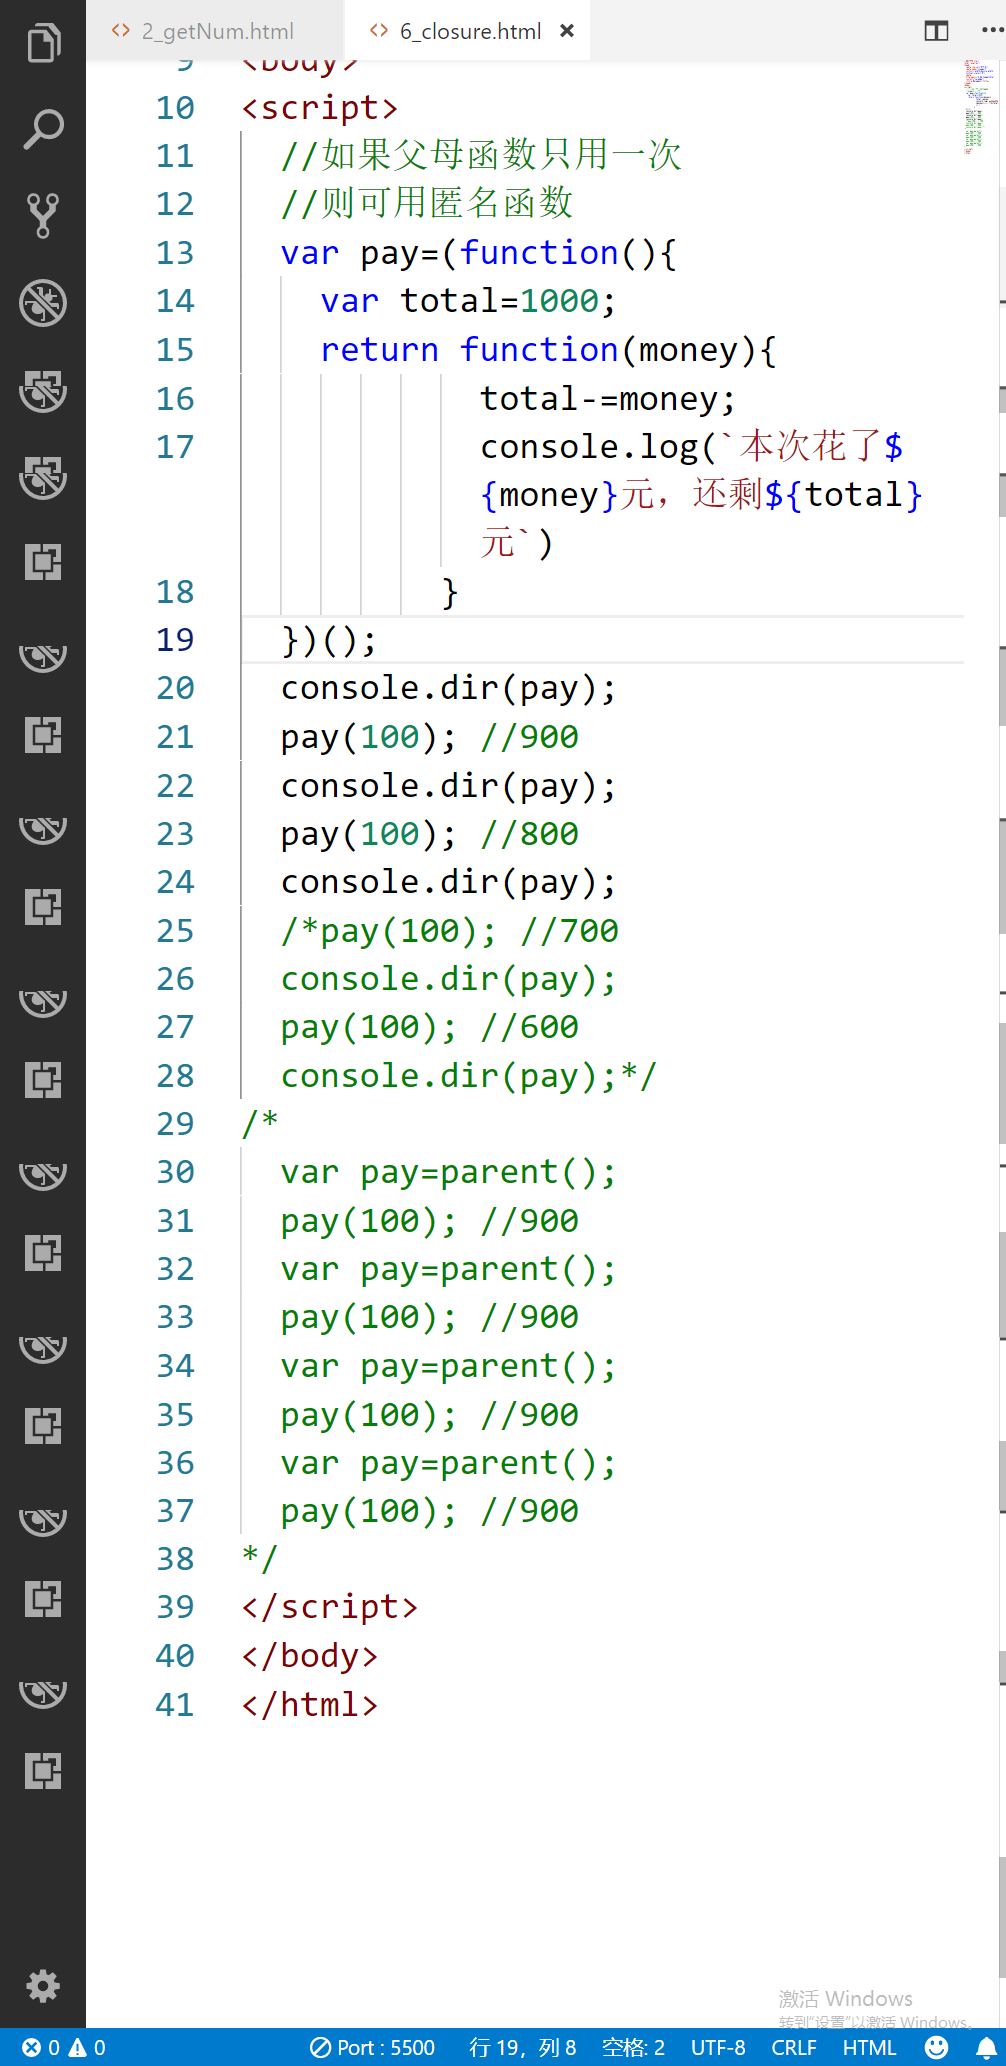 <> 2_getNum.html <> 6_closure.html ×
9 <body>
10 <script>
11 //如果父母函数只用一次
12 //则可用匿名函数
13 var pay=(function(){
14 var total=1000;
15 return function(money){
16 total-=money;
17 console.log(`本次花了$
{money}元，还剩${total}
元`)
18 }
19 })();
20 console.dir(pay);
21 pay(100); //900
22 console.dir(pay);
23 pay(100); //800
24 console.dir(pay);
25 /*pay(100); //700
26 console.dir(pay);
27 pay(100); //600
28 console.dir(pay);*/
29 /*
30 var pay=parent();
31 pay(100); //900
32 var pay=parent();
33 pay(100); //900
34 var pay=parent();
35 pay(100); //900
36 var pay=parent();
37 pay(100); //900
38 */
39 </script>
40 </body>
41 </html>
激活 Windows
转到"设置"以激活 Windows。
0 0 Port : 5500 行 19，列 8 空格: 2 UTF-8 CRLF HTML